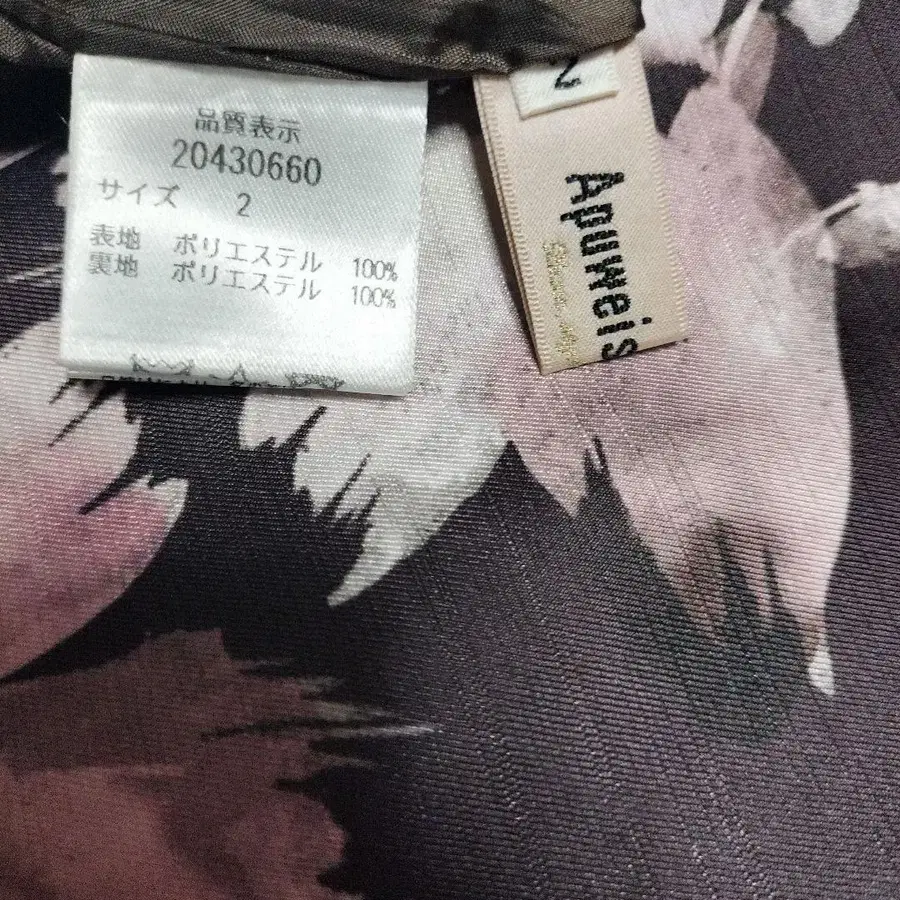 品質表示
20430660
サイズ 2
表地 ポリエステル 100%
裏地 ポリエステル 100%
2
Apuweis